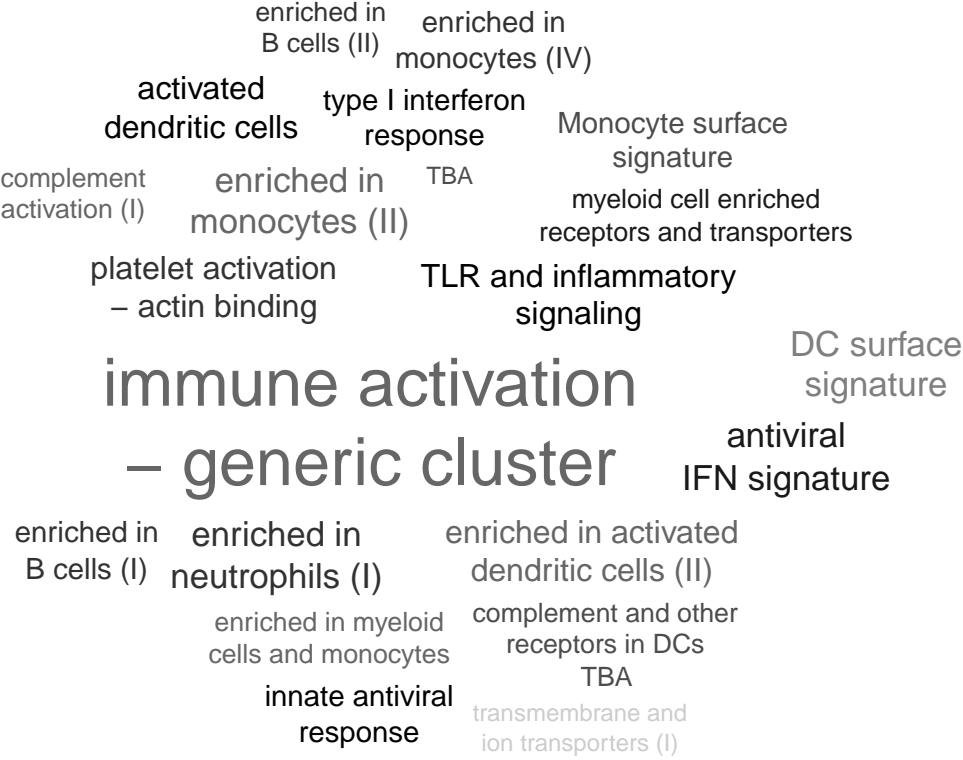 enriched in
B cells (II)
enriched in
monocytes (IV)
activated
dendritic cells
type I interferon
response
Monocyte surface
signature
complement
activation (I)
enriched in
monocytes (II)
TBA
myeloid cell enriched
receptors and transporters
platelet activation
– actin binding
TLR and inflammatory
signaling
DC surface
signature
immune activation
– generic cluster
antiviral
IFN signature
enriched in
B cells (I)
enriched in
neutrophils (I)
enriched in activated
dendritic cells (II)
enriched in myeloid
cells and monocytes
complement and other
receptors in DCs
TBA
innate antiviral
response
transmembrane and
ion transporters (I)